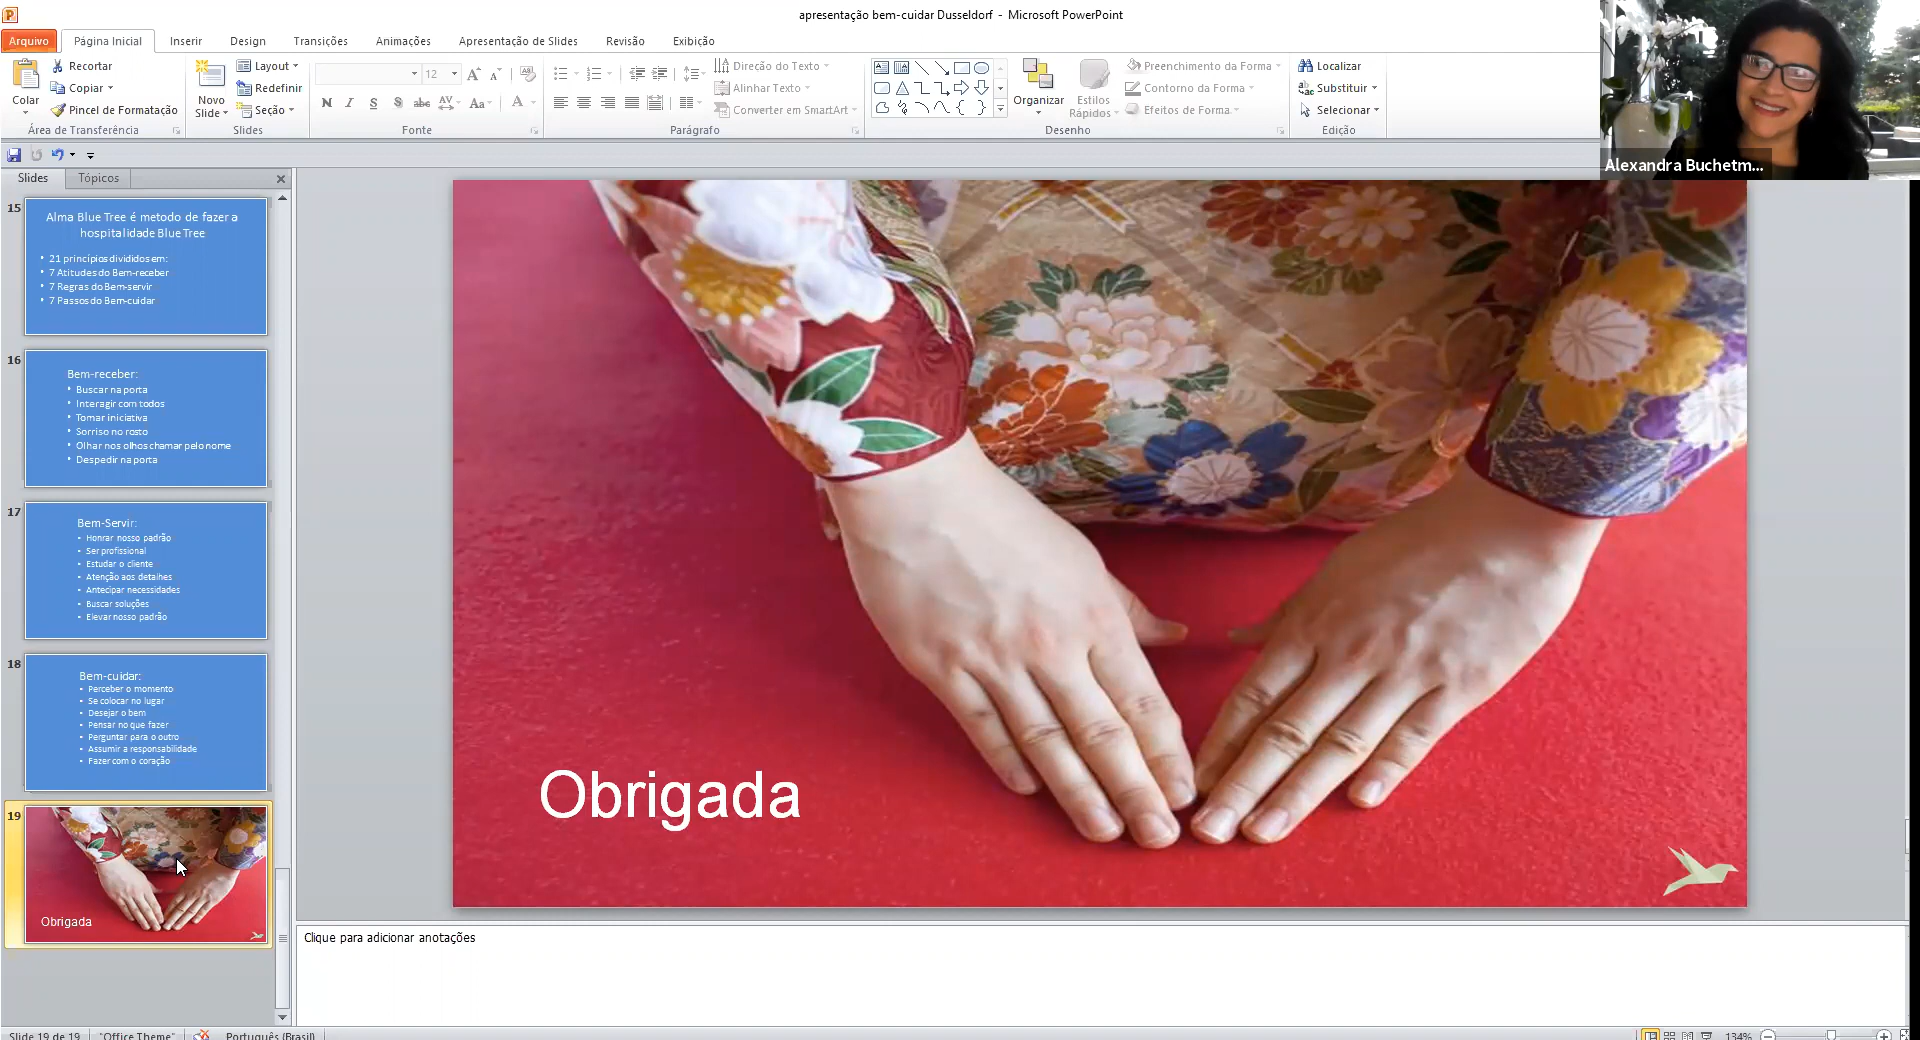 apresentação bem-cuidar Dusseldorf - Microsoft PowerPoint
Arquivo Página Inicial Inserir Design Transições Animações Apresentação de Slides Revisão Exibição
Colar
Recortar
Copiar
Pincel de Formatação
Área de Transferência
Novo
Slide
Layout
Redefinir
Seção
Slides
12
N I S S abc AV Aa A
Fonte
Direção do Texto
Alinhar Texto
Converter em SmartArt
Parágrafo
Organizar
Estilos
Rápidos
Preenchimento da Forma
Contorno da Forma
Efeitos de Forma
Desenho
Localizar
Substituir
Selecionar
Edição
Alexandra Buchetm...
Slides Tópicos
15
Alma Blue Tree é metodo de fazer a
hospitalidade Blue Tree
• 21 princípios divididos em:
• 7 Atitudes do Bem-receber
• 7 Regras do Bem-servir
• 7 Passos do Bem-cuidar
16
Bem-receber:
• Buscar na porta
• Interagir com todos
• Tomar iniciativa
• Sorriso no rosto
• Olhar nos olhos chamar pelo nome
• Despedir na porta
17
Bem-Servir:
• Honrar nosso padrão
• Ser profissional
• Estudar o cliente
• Atenção aos detalhes
• Antecipar necessidades
• Buscar soluções
• Elevar nosso padrão
18
Bem-cuidar:
• Perceber o momento
• Se colocar no lugar
• Desejar o bem
• Pensar no que fazer
• Perguntar para o outro
• Assumir a responsabilidade
• Fazer com o coração
19
Obrigada
Obrigada
Clique para adicionar anotações
Slide 19 de 19 "Office Theme" Português (Brasil) 134%